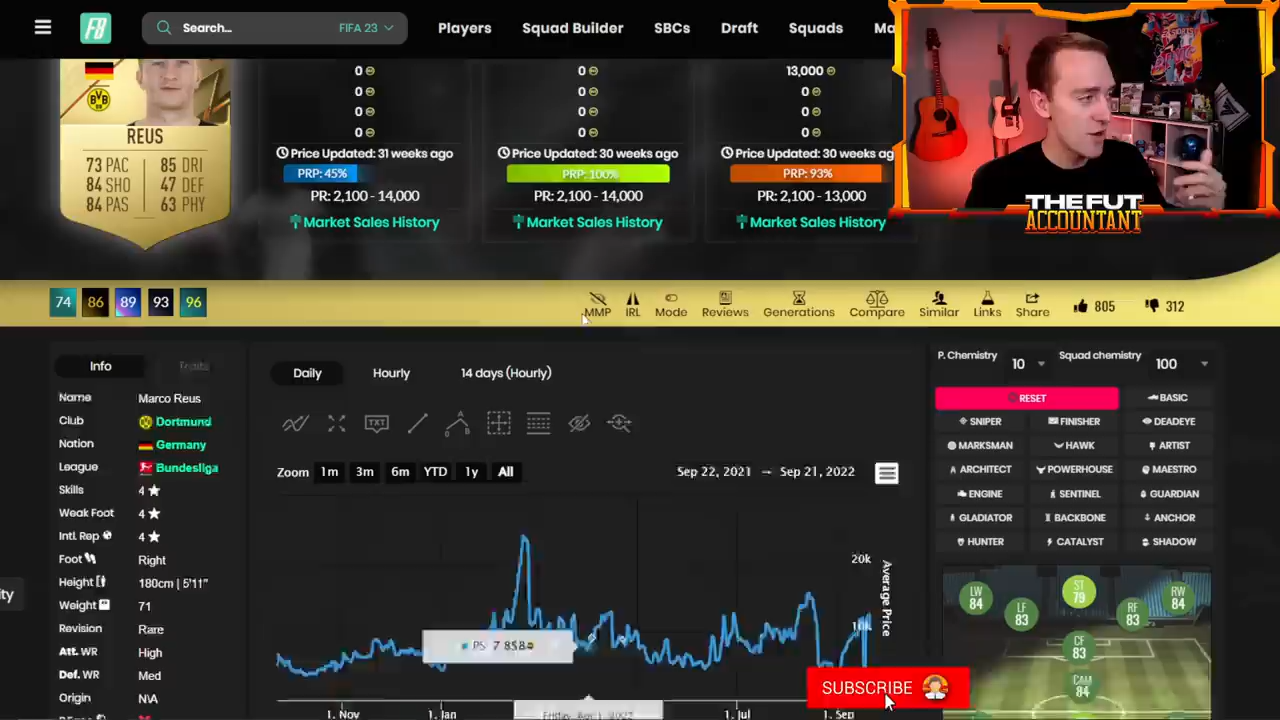 FB
Search...
FIFA 23
Players
Squad Builder
SBCs
Draft
Squads
Ma
0
0
13,000
0
0
0
0
0
0
0
0
0
REUS
73 PAC
85 DRI
84 SHO
47 DEF
84 PAS
63 PHY
Price Updated: 31 weeks ago
PRP: 45%
PR: 2,100 - 14,000
Market Sales History
Price Updated: 30 weeks ago
PRP: 100%
PR: 2,100 - 14,000
Market Sales History
Price Updated: 30 weeks ag
PRP: 93%
PR: 2,100 - 13,000
Market Sales History
THE FUT
ACCOUNTANT
74
86
89
93
96
MMP
IRL
Mode
Reviews
Generations
Compare
Similar
Links
Share
805
312
Info
Traits
Name
Marco Reus
Club
Dortmund
Nation
Germany
League
Bundesliga
Skills
4
Weak Foot
4
Intl. Rep
4
Foot
Right
Height
180cm | 5'11"
Weight
71
Revision
Rare
Att. WR
High
Def. WR
Med
Origin
N/A
ity
Daily
Hourly
14 days (Hourly)
TXT
Zoom
1m
3m
6m
YTD
1y
All
Sep 22, 2021 → Sep 21, 2022
20k
Average Price
PS: 7 858
1. Nov
1. Jan
1. Jul
1. Sep
P. Chemistry
10
Squad chemistry
100
RESET
BASIC
SNIPER
FINISHER
DEADEYE
MARKSMAN
HAWK
ARTIST
ARCHITECT
POWERHOUSE
MAESTRO
ENGINE
SENTINEL
GUARDIAN
GLADIATOR
BACKBONE
ANCHOR
HUNTER
CATALYST
SHADOW
LW
84
LF
83
ST
79
RF
83
RW
84
CF
83
CAM
84
SUBSCRIBE